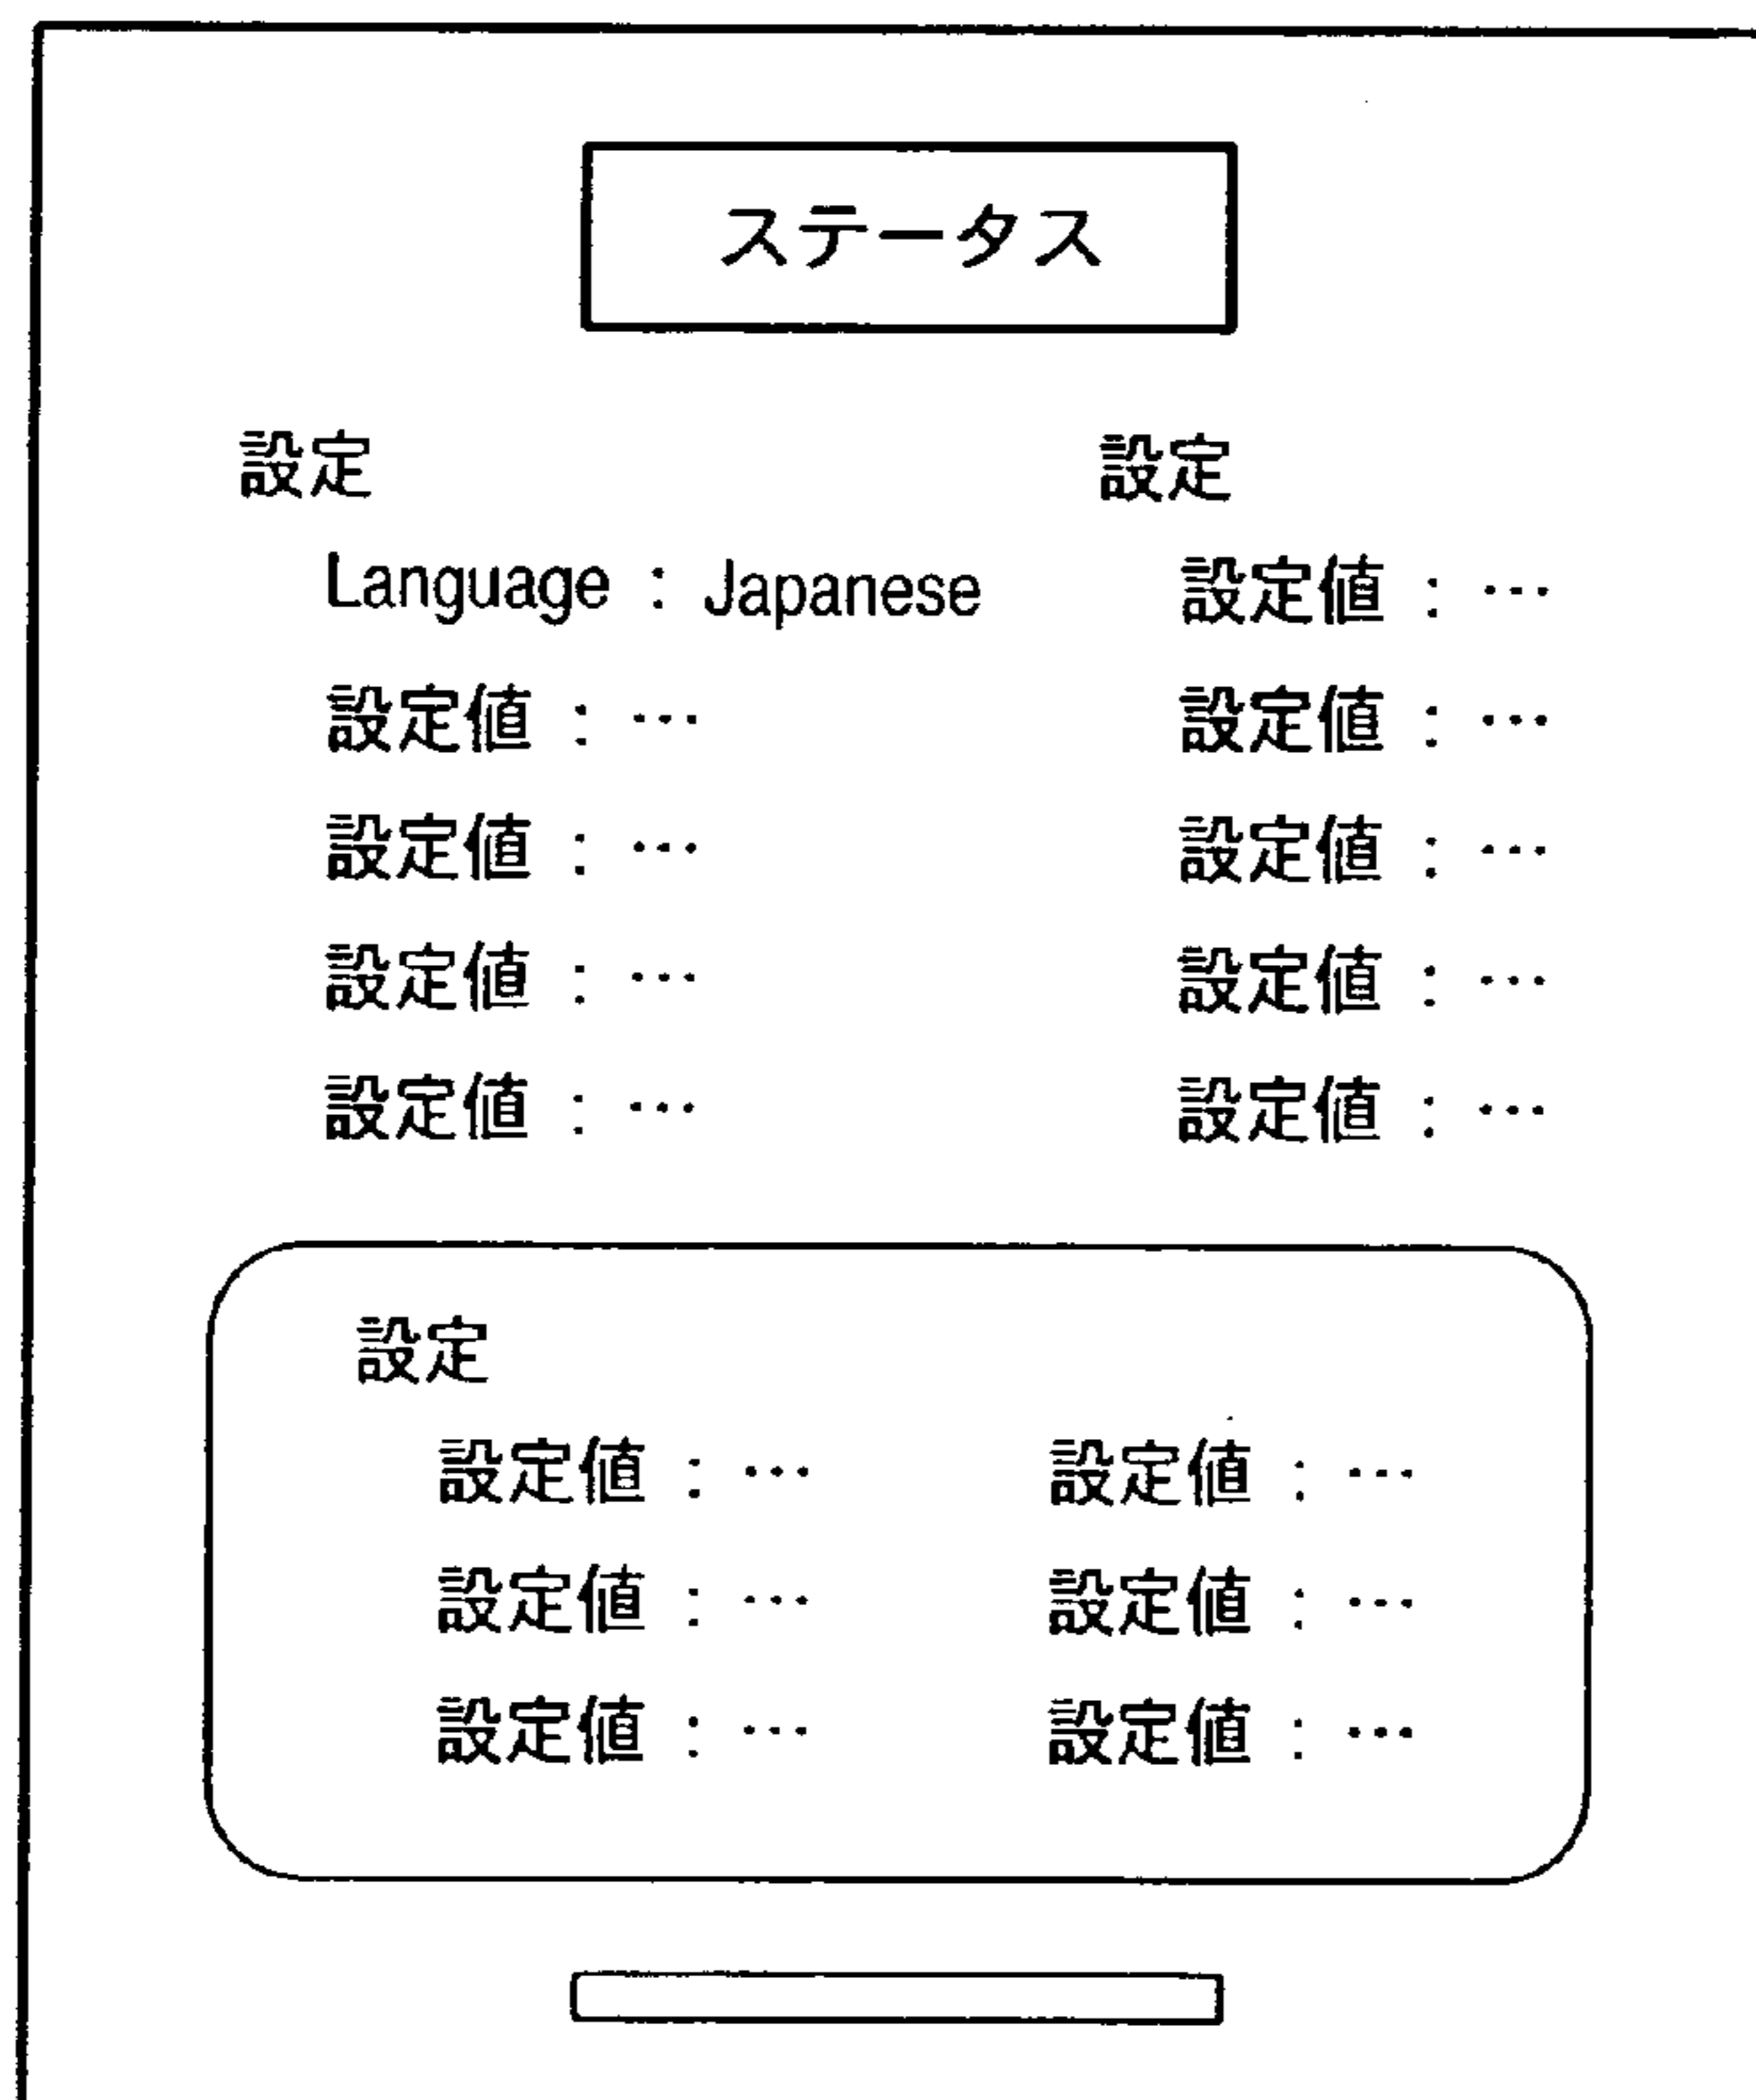 ステータス
設定
Language : Japanese
設定値 : …
設定値 : …
設定値 : …
設定値 : …
設定
設定値 : …
設定値 : …
設定値 : …
設定値 : …
設定値 : …
設定
設定値 : …
設定値 : …
設定値 : …
設定値 : …
設定値 : …
設定値 : …